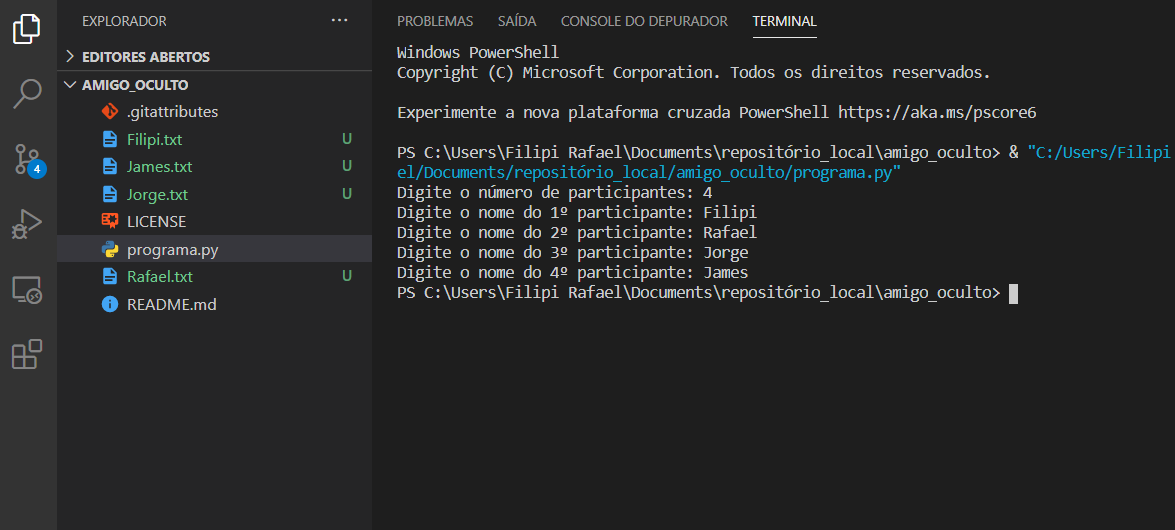 EXPLORADOR
EDITORES ABERTOS
AMIGO_OCULTO
.gitattributes
Filipi.txt U
James.txt U
Jorge.txt U
LICENSE
programa.py
Rafael.txt U
README.md
4
PROBLEMAS SAÍDA CONSOLE DO DEPURADOR TERMINAL
Windows PowerShell
Copyright (C) Microsoft Corporation. Todos os direitos reservados.
Experimente a nova plataforma cruzada PowerShell https://aka.ms/pscore6
PS C:\Users\Filipi Rafael\Documents\repositório_local\amigo_oculto> & "C:/Users/Filipi
el/Documents/repositório_local/amigo_oculto/programa.py"
Digite o número de participantes: 4
Digite o nome do 1º participante: Filipi
Digite o nome do 2º participante: Rafael
Digite o nome do 3º participante: Jorge
Digite o nome do 4º participante: James
PS C:\Users\Filipi Rafael\Documents\repositório_local\amigo_oculto>